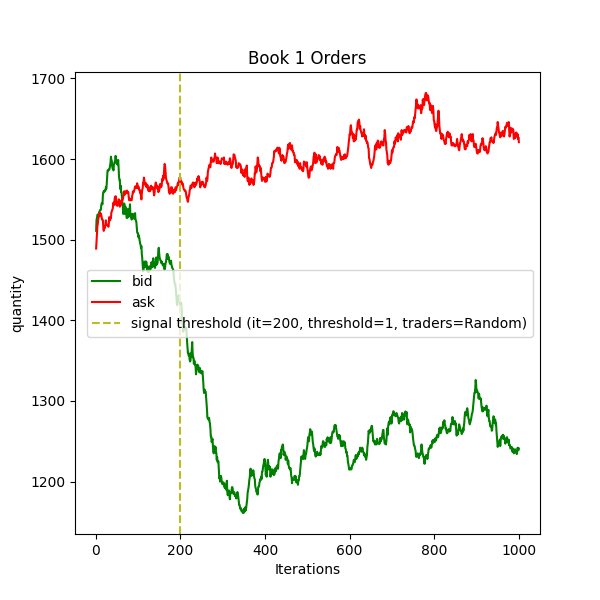 Book 1 Orders
1700
1600
1500
1400
1300
1200
quantity
bid
ask
signal threshold (it=200, threshold=1, traders=Random)
0 200 400 600 800 1000
Iterations